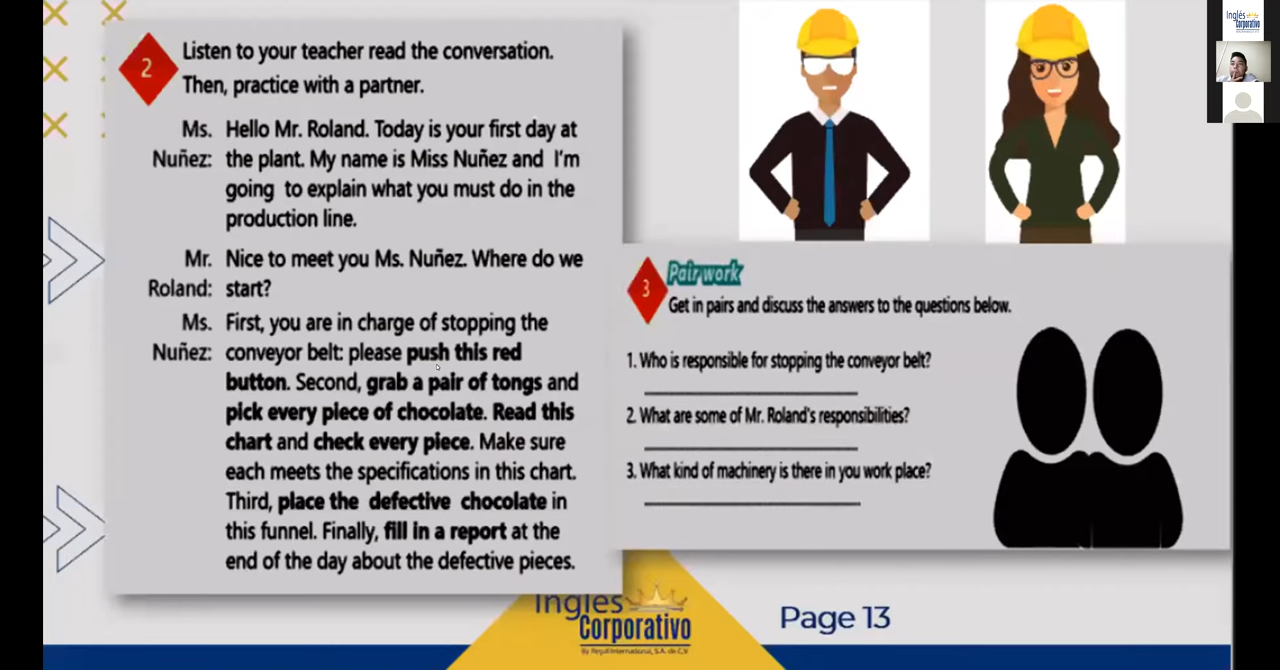 2
Listen to your teacher read the conversation.
Then, practice with a partner.
Ms. Hello Mr. Roland. Today is your first day at
Nuñez: the plant. My name is Miss Nuñez and I'm
going to explain what you must do in the
production line.
Mr. Nice to meet you Ms. Nuñez. Where do we
Roland: start?
Ms. First, you are in charge of stopping the
Nuñez: conveyor belt: please push this red
button. Second, grab a pair of tongs and
pick every piece of chocolate. Read this
chart and check every piece. Make sure
each meets the specifications in this chart.
Third, place the defective chocolate in
this funnel. Finally, fill in a report at the
end of the day about the defective pieces.
3
Pair work
Get in pairs and discuss the answers to the questions below.
1. Who is responsible for stopping the conveyor belt?
2. What are some of Mr. Roland's responsibilities?
3. What kind of machinery is there in you work place?
Inglés
Corporativo
By Regall International, S.A. de C.V.
Page 13
Inglés
Corporativo